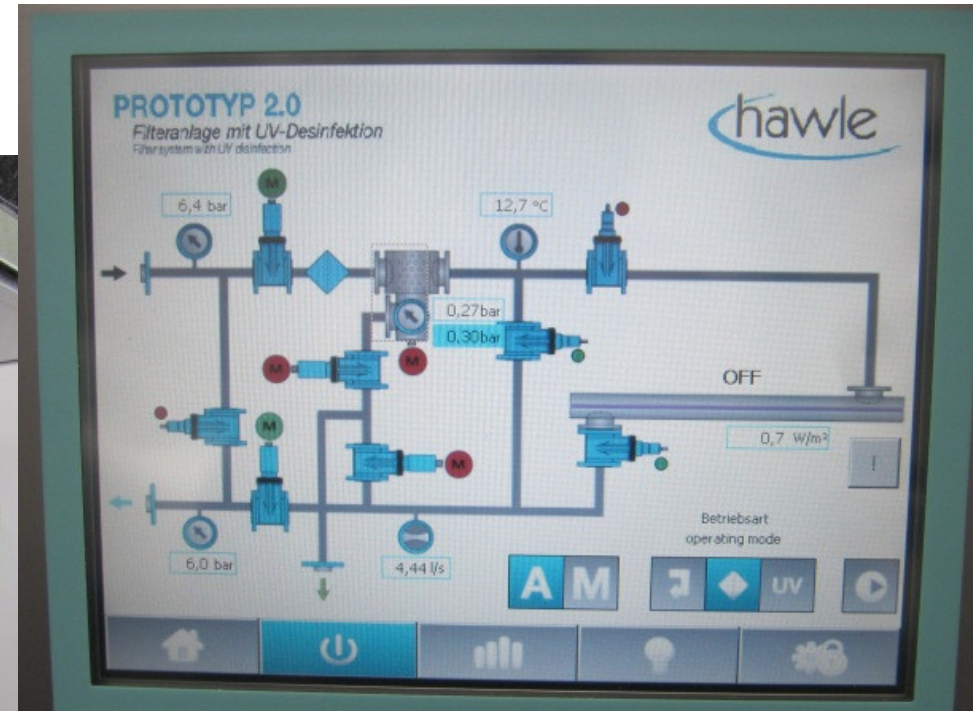 PROTOTYP 2.0
Filteranlage mit UV-Desinfektion
Filter system with UV disinfection
hawle
M
6,4 bar
12,7 °C
0,27bar
0,30bar
M
M
OFF
M
0,7 W/m²
M
!
Betriebsart
operating mode
6,0 bar
4,44 l/s
A M
UV